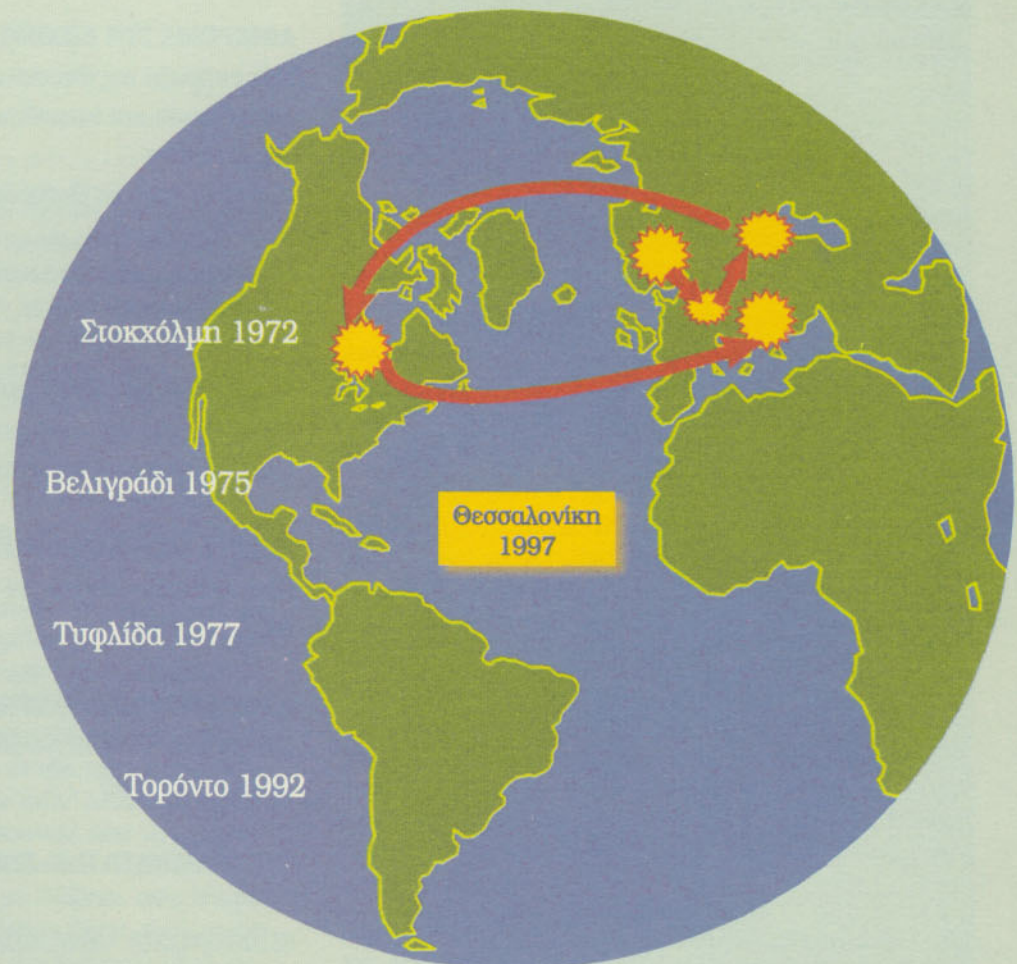 Στοκχόλμη 1972
Βελιγράδι 1975
Θεσσαλονίκη
1997
Τυφλίδα 1977
Τορόντο 1992